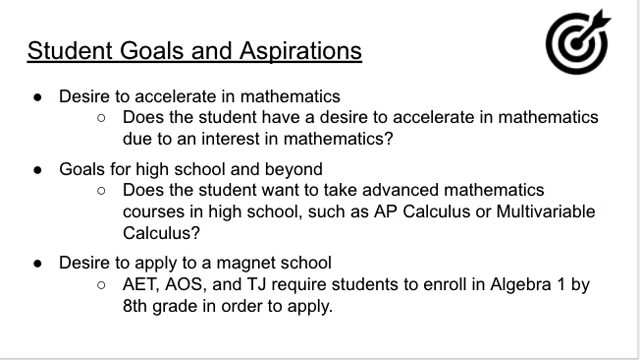 Student Goals and Aspirations
● Desire to accelerate in mathematics
○ Does the student have a desire to accelerate in mathematics
due to an interest in mathematics?
● Goals for high school and beyond
○ Does the student want to take advanced mathematics
courses in high school, such as AP Calculus or Multivariable
Calculus?
● Desire to apply to a magnet school
○ AET, AOS, and TJ require students to enroll in Algebra 1 by
8th grade in order to apply.